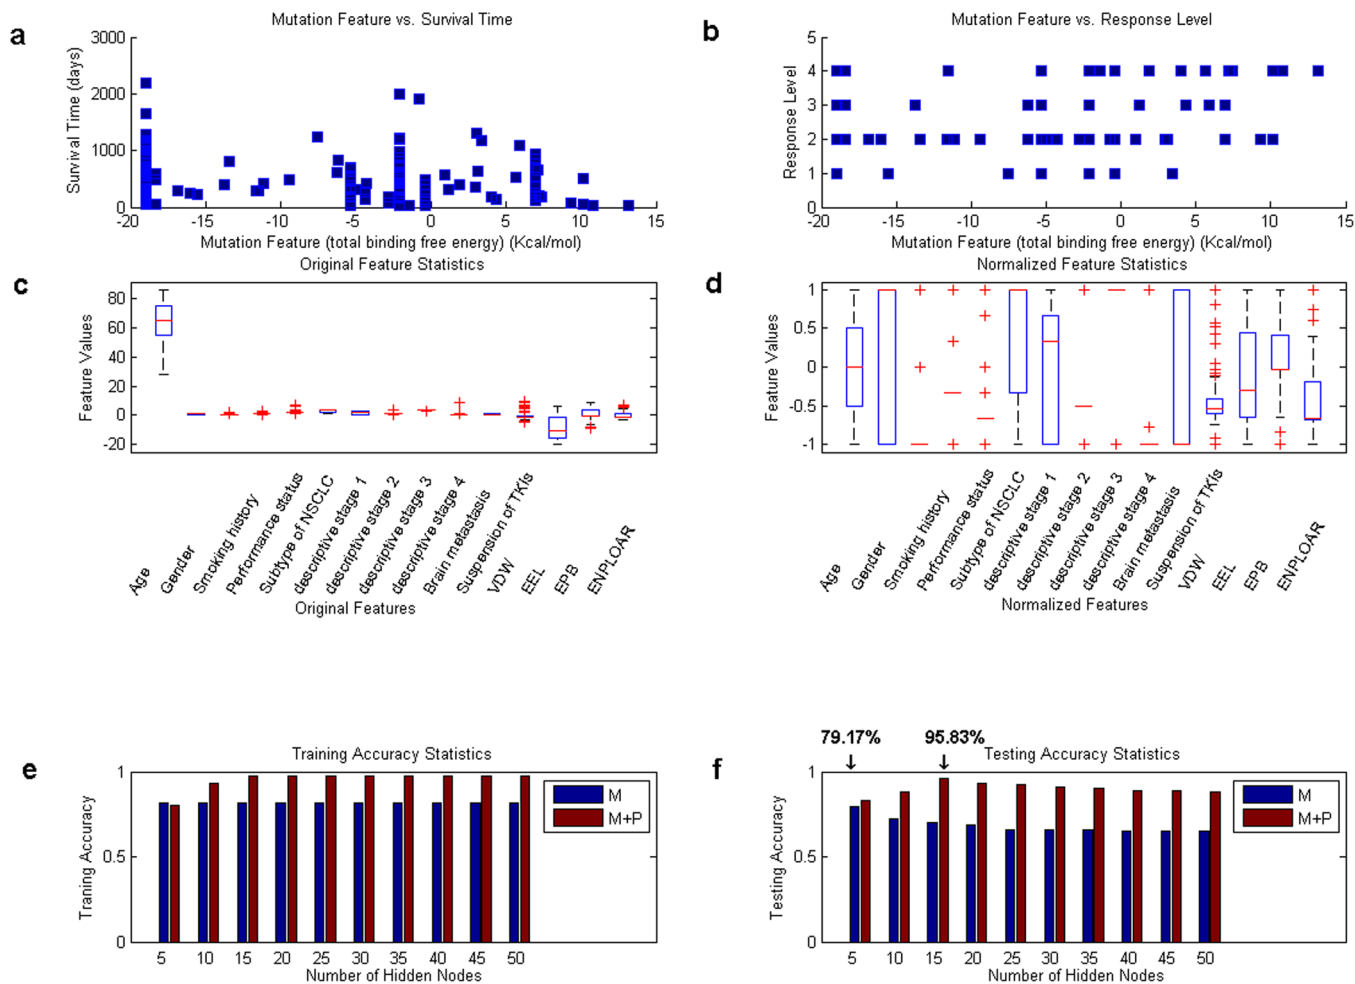 a
Mutation Feature vs. Survival Time
Survival Time (days)
3000
2000
1000
0
-20
-15
-10
-5
0
5
10
15
Mutation Feature (total binding free energy) (Kcal/mol)
b
Mutation Feature vs. Response Level
Response Level
5
4
3
2
1
0
-20
-15
-10
-5
0
5
10
15
Mutation Feature (total binding free energy) (Kcal/mol)
c
Original Feature Statistics
Feature Values
80
60
40
20
0
-20
Age
Gender
Smoking history
Performance status
Subtype of NSCLC
descriptive stage 1
descriptive stage 2
descriptive stage 3
descriptive stage 4
Brain metastasis
Suspension of TKIs
VDW
EEL
EPB
ENPLOAR
Original Features
d
Normalized Feature Statistics
Feature Values
1
0.5
0
-0.5
-1
Age
Gender
Smoking history
Performance status
Subtype of NSCLC
descriptive stage 1
descriptive stage 2
descriptive stage 3
descriptive stage 4
Brain metastasis
Suspension of TKIs
VDW
EEL
EPB
ENPLOAR
Normalized Features
e
Training Accuracy Statistics
Traning Accuracy
1
0.5
0
M
M+P
5
10
15
20
25
30
35
40
45
50
Number of Hidden Nodes
79.17%
95.83%
f
Testing Accuracy Statistics
Testing Accuracy
1
0.5
0
M
M+P
5
10
15
20
25
30
35
40
45
50
Number of Hidden Nodes